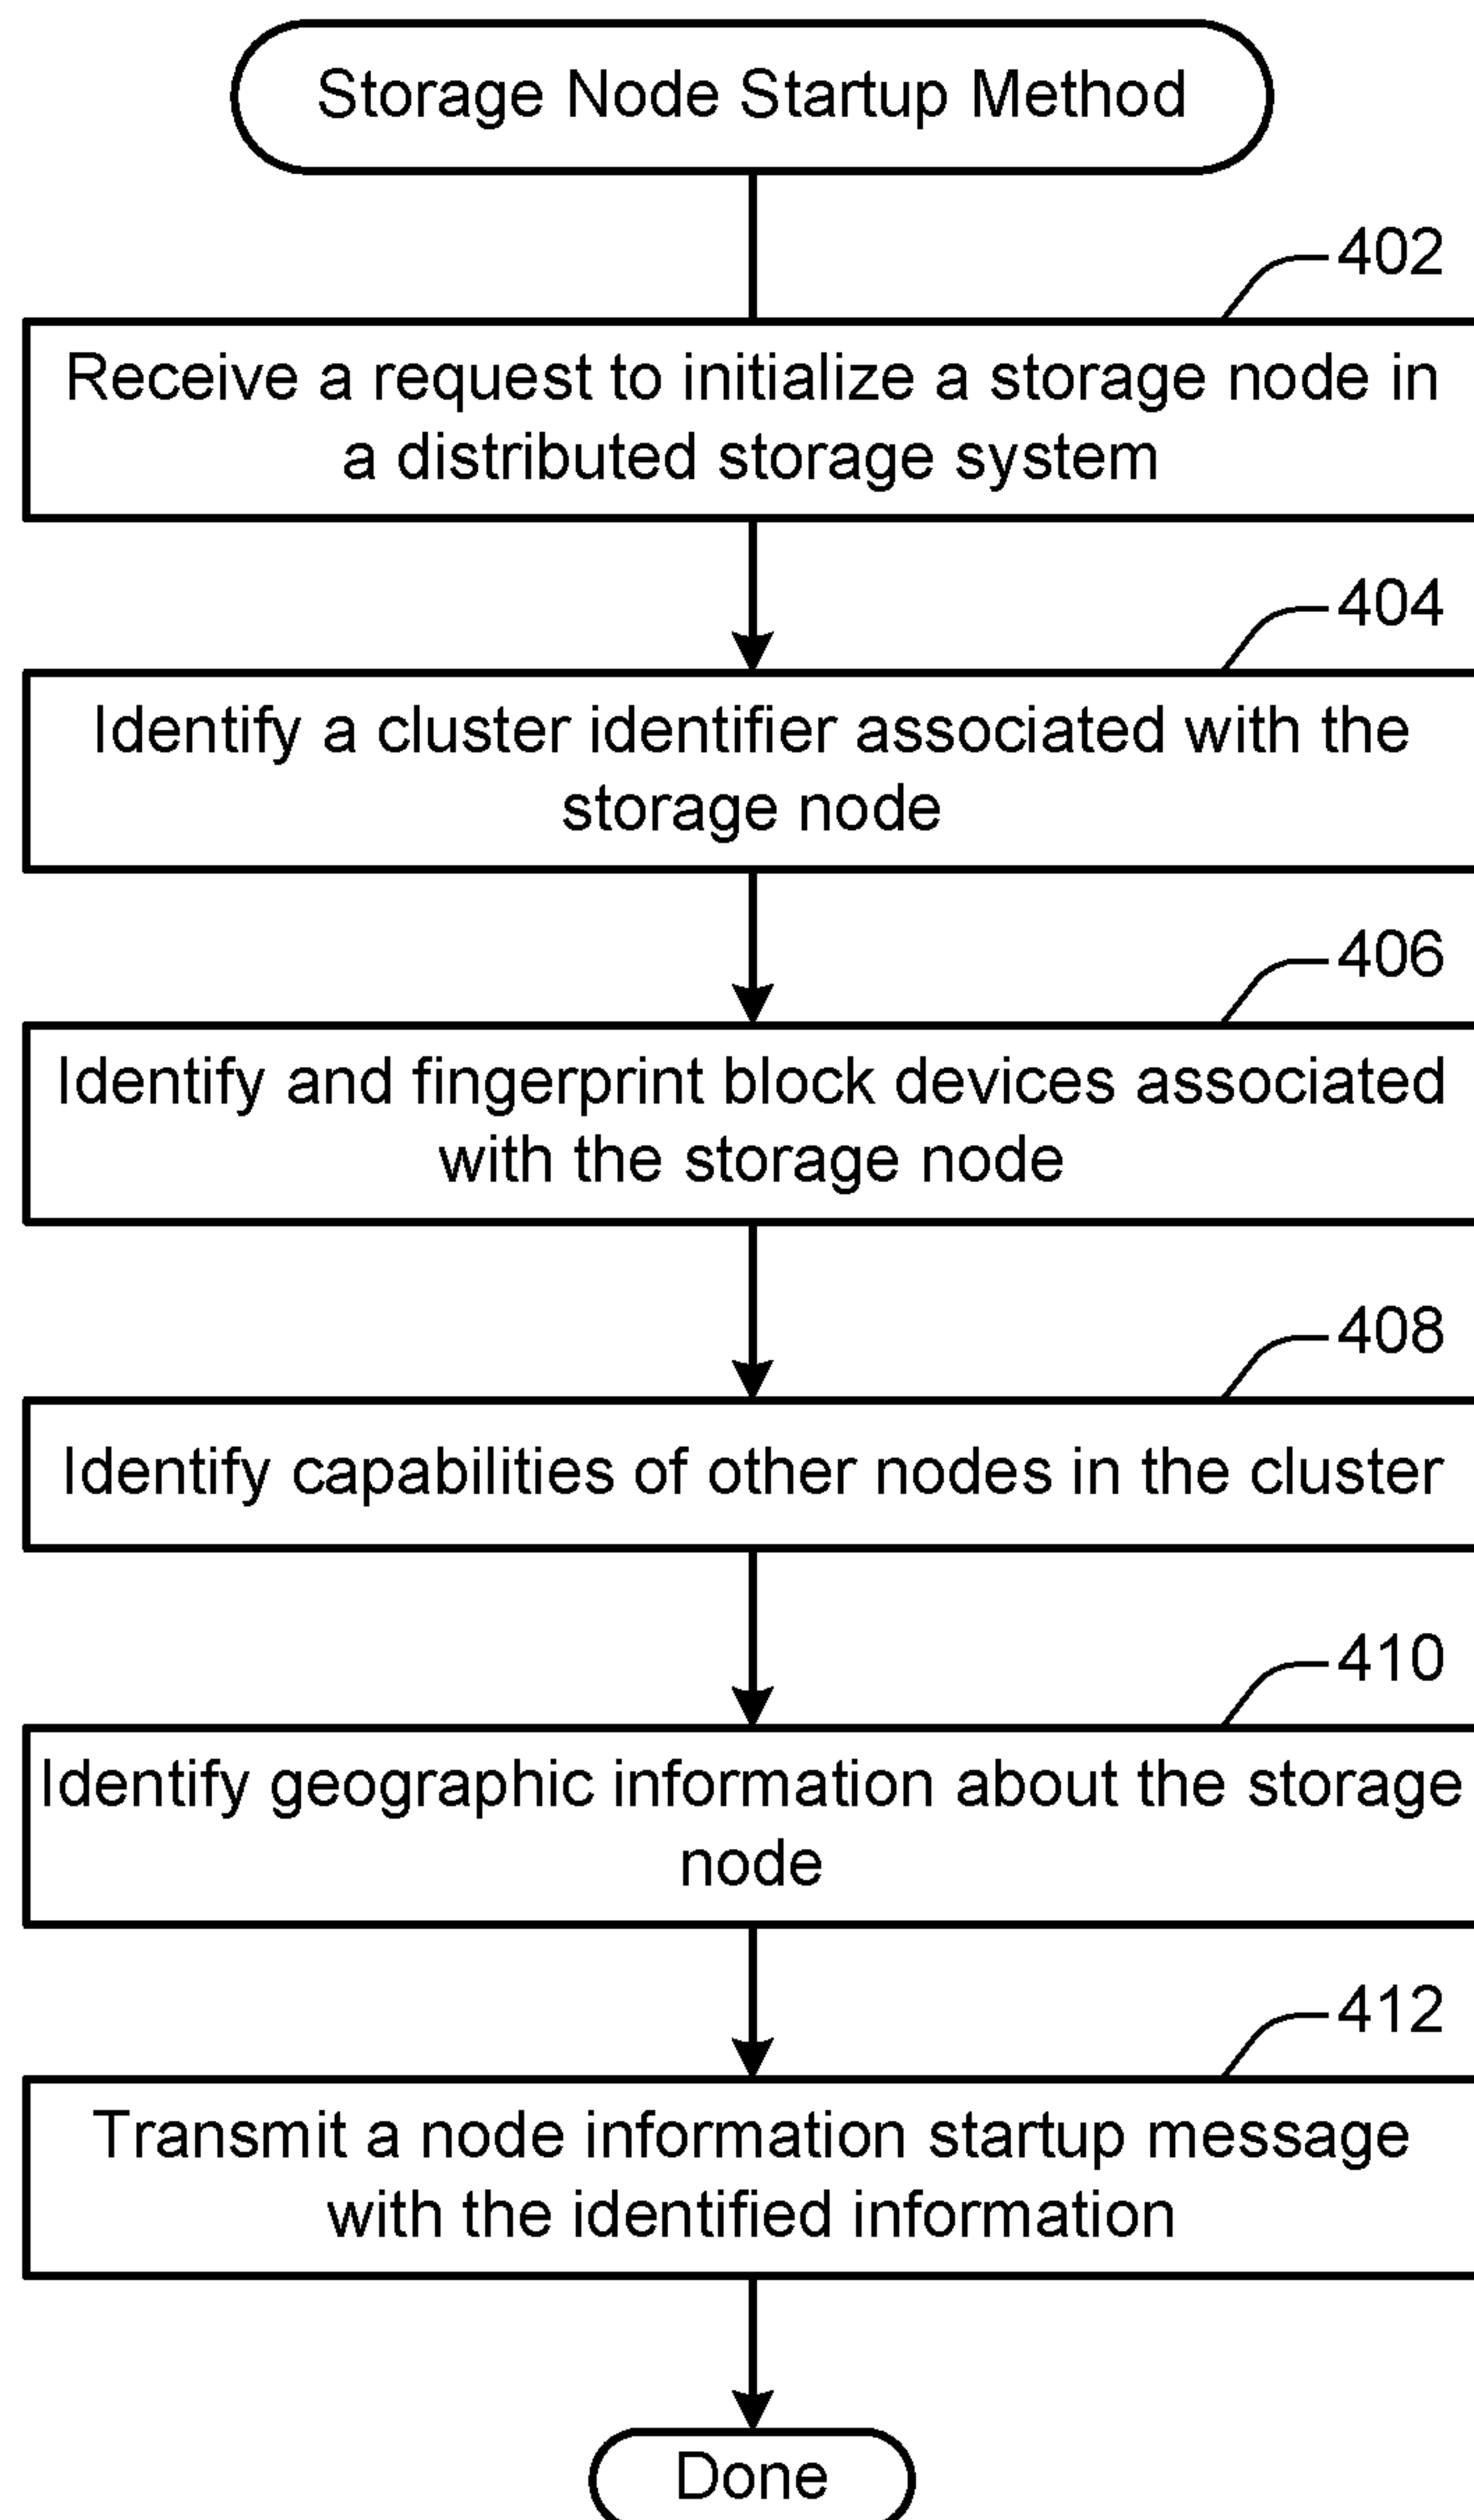 Storage Node Startup Method
402
Receive a request to initialize a storage node in
a distributed storage system
404
Identify a cluster identifier associated with the
storage node
406
Identify and fingerprint block devices associated
with the storage node
408
Identify capabilities of other nodes in the cluster
410
Identify geographic information about the storage
node
412
Transmit a node information startup message
with the identified information
Done